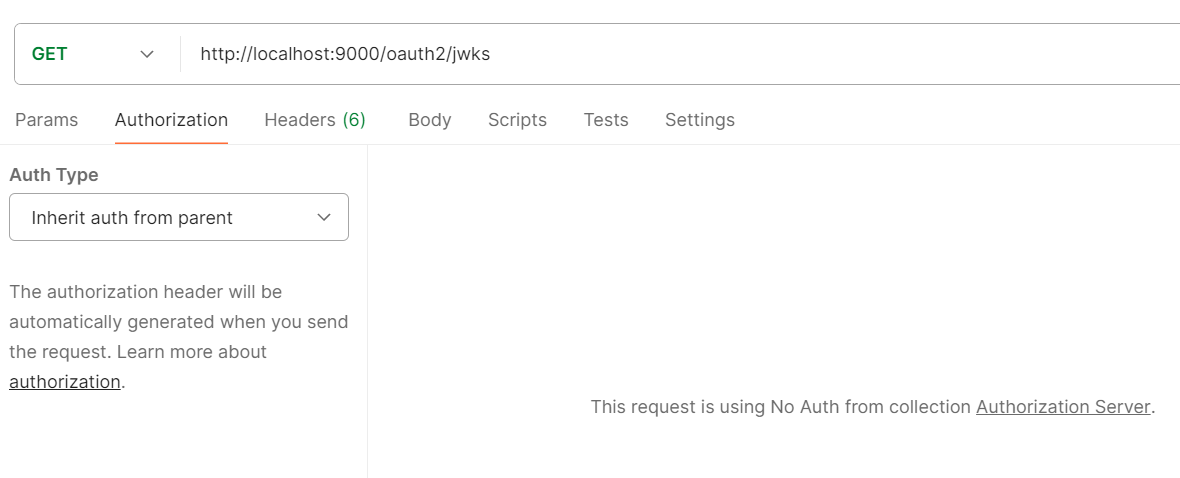 GET http://localhost:9000/oauth2/jwks
Params Authorization Headers (6) Body Scripts Tests Settings
Auth Type
Inherit auth from parent
The authorization header will be
automatically generated when you send
the request. Learn more about
authorization.
This request is using No Auth from collection Authorization Server.